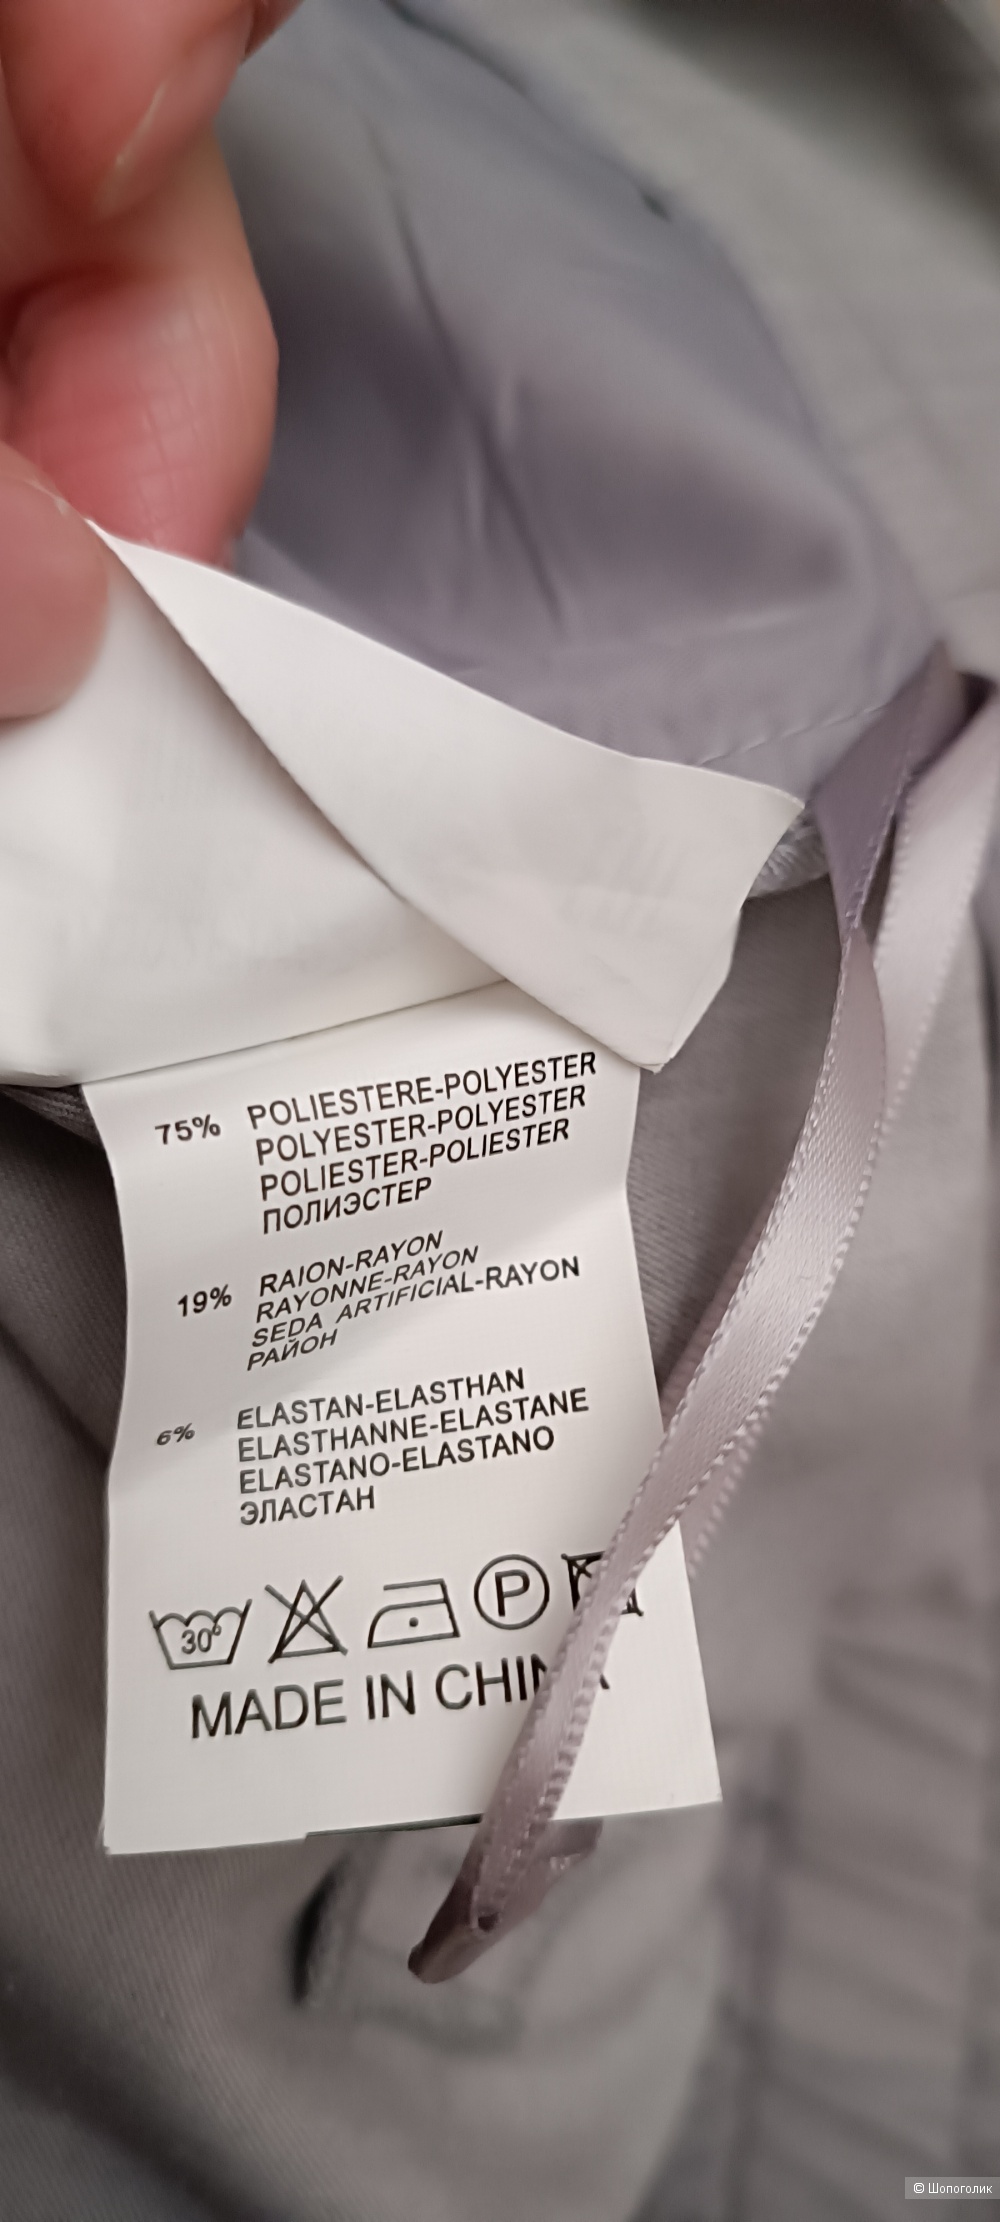 75% POLIESTERE-POLYESTER
POLYESTER-POLYESTER
POLIESTER-POLIESTER
ПОЛИЭСТЕР
19% RAION-RAYON
RAYONNE-RAYON
SEDA ARTIFICIAL-RAYON
РАЙОН
6% ELASTAN-ELASTHAN
ELASTHANNE-ELASTANE
ELASTANO-ELASTANO
ЭЛАСТАН
30° P
MADE IN CHINA
© Шопоголик